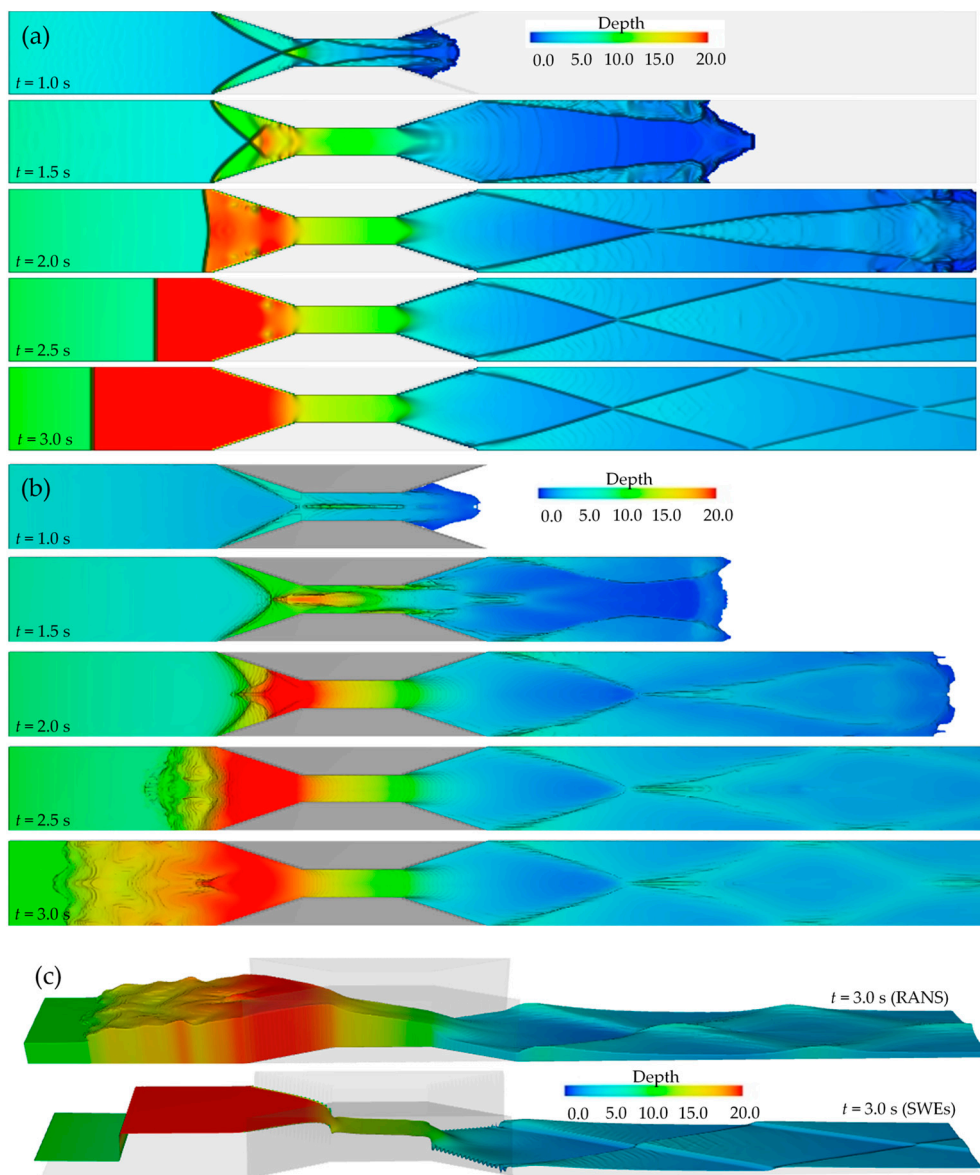 (a)
Depth
0.0 5.0 10.0 15.0 20.0
t = 1.0 s
t = 1.5 s
t = 2.0 s
t = 2.5 s
t = 3.0 s
(b)
Depth
0.0 5.0 10.0 15.0 20.0
t = 1.0 s
t = 1.5 s
t = 2.0 s
t = 2.5 s
t = 3.0 s
(c)
t = 3.0 s (RANS)
Depth
0.0 5.0 10.0 15.0 20.0
t = 3.0 s (SWEs)